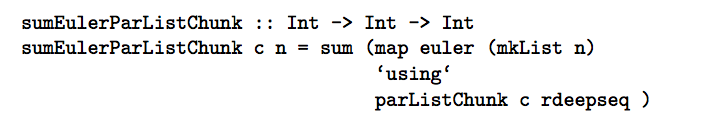 sumEulerParListChunk :: Int -> Int -> Int
sumEulerParListChunk c n = sum (map euler (mkList n)
‘using‘
parListChunk c rdeepseq )